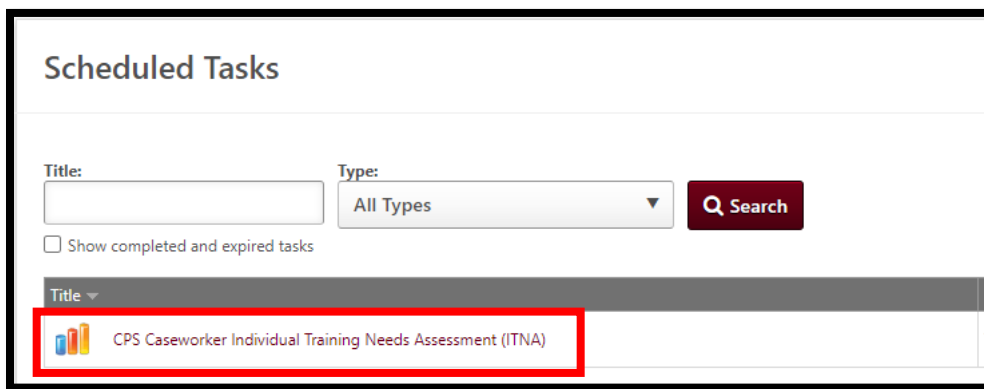 Scheduled Tasks
Title:
Type:
All Types
Search
Show completed and expired tasks
Title
CPS Caseworker Individual Training Needs Assessment (ITNA)